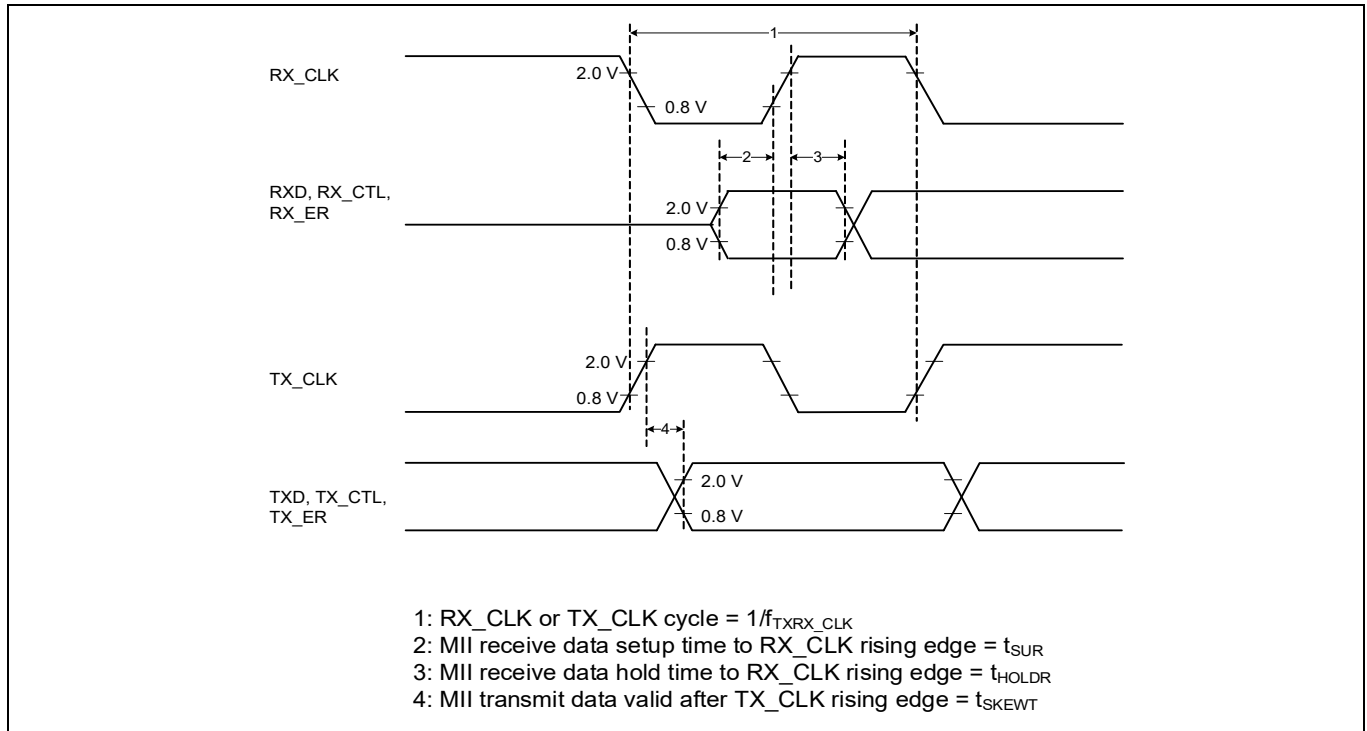 1
RX_CLK
2.0 V
0.8 V
2
3
RXD, RX_CTL,
RX_ER
2.0 V
0.8 V
TX_CLK
2.0 V
0.8 V
4
TXD, TX_CTL,
TX_ER
2.0 V
0.8 V
1: RX_CLK or TX_CLK cycle = 1/fTXRX_CLK
2: MII receive data setup time to RX_CLK rising edge = tSUR
3: MII receive data hold time to RX_CLK rising edge = tHOLDR
4: MII transmit data valid after TX_CLK rising edge = tSKEWT